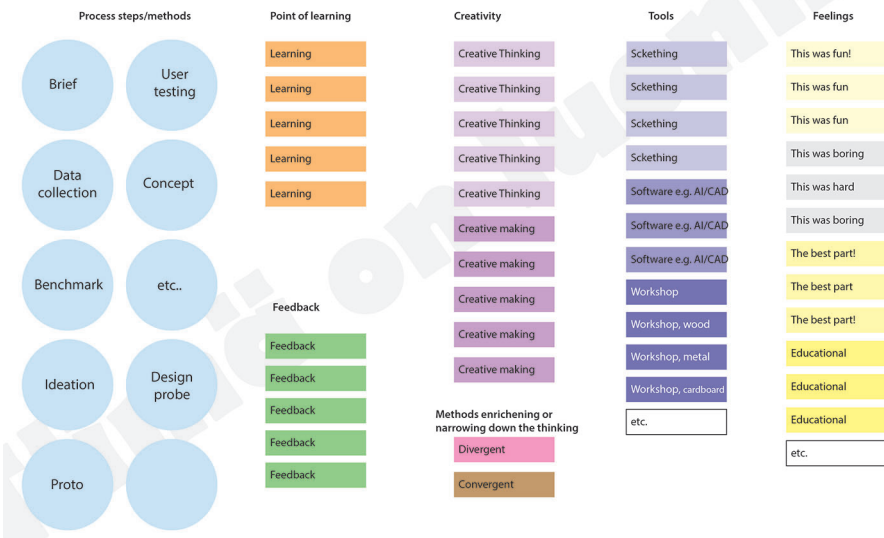 Process steps/methods
Brief
User
testing
Data
collection
Concept
Benchmark
etc..
Ideation
Design
probe
Proto
Point of learning
Learning
Learning
Learning
Learning
Learning
Feedback
Feedback
Feedback
Feedback
Feedback
Feedback
Creativity
Creative Thinking
Creative Thinking
Creative Thinking
Creative Thinking
Creative Thinking
Creative making
Creative making
Creative making
Creative making
Creative making
Methods enrichening or
narrowing down the thinking
Divergent
Convergent
Tools
Sckething
Sckething
Sckething
Sckething
Software e.g. AI/CAD
Software e.g. AI/CAD
Software e.g. AI/CAD
Workshop
Workshop, wood
Workshop, metal
Workshop, cardboard
etc.
Feelings
This was fun!
This was fun
This was fun
This was boring
This was hard
This was boring
The best part!
The best part
The best part!
Educational
Educational
Educational
etc.